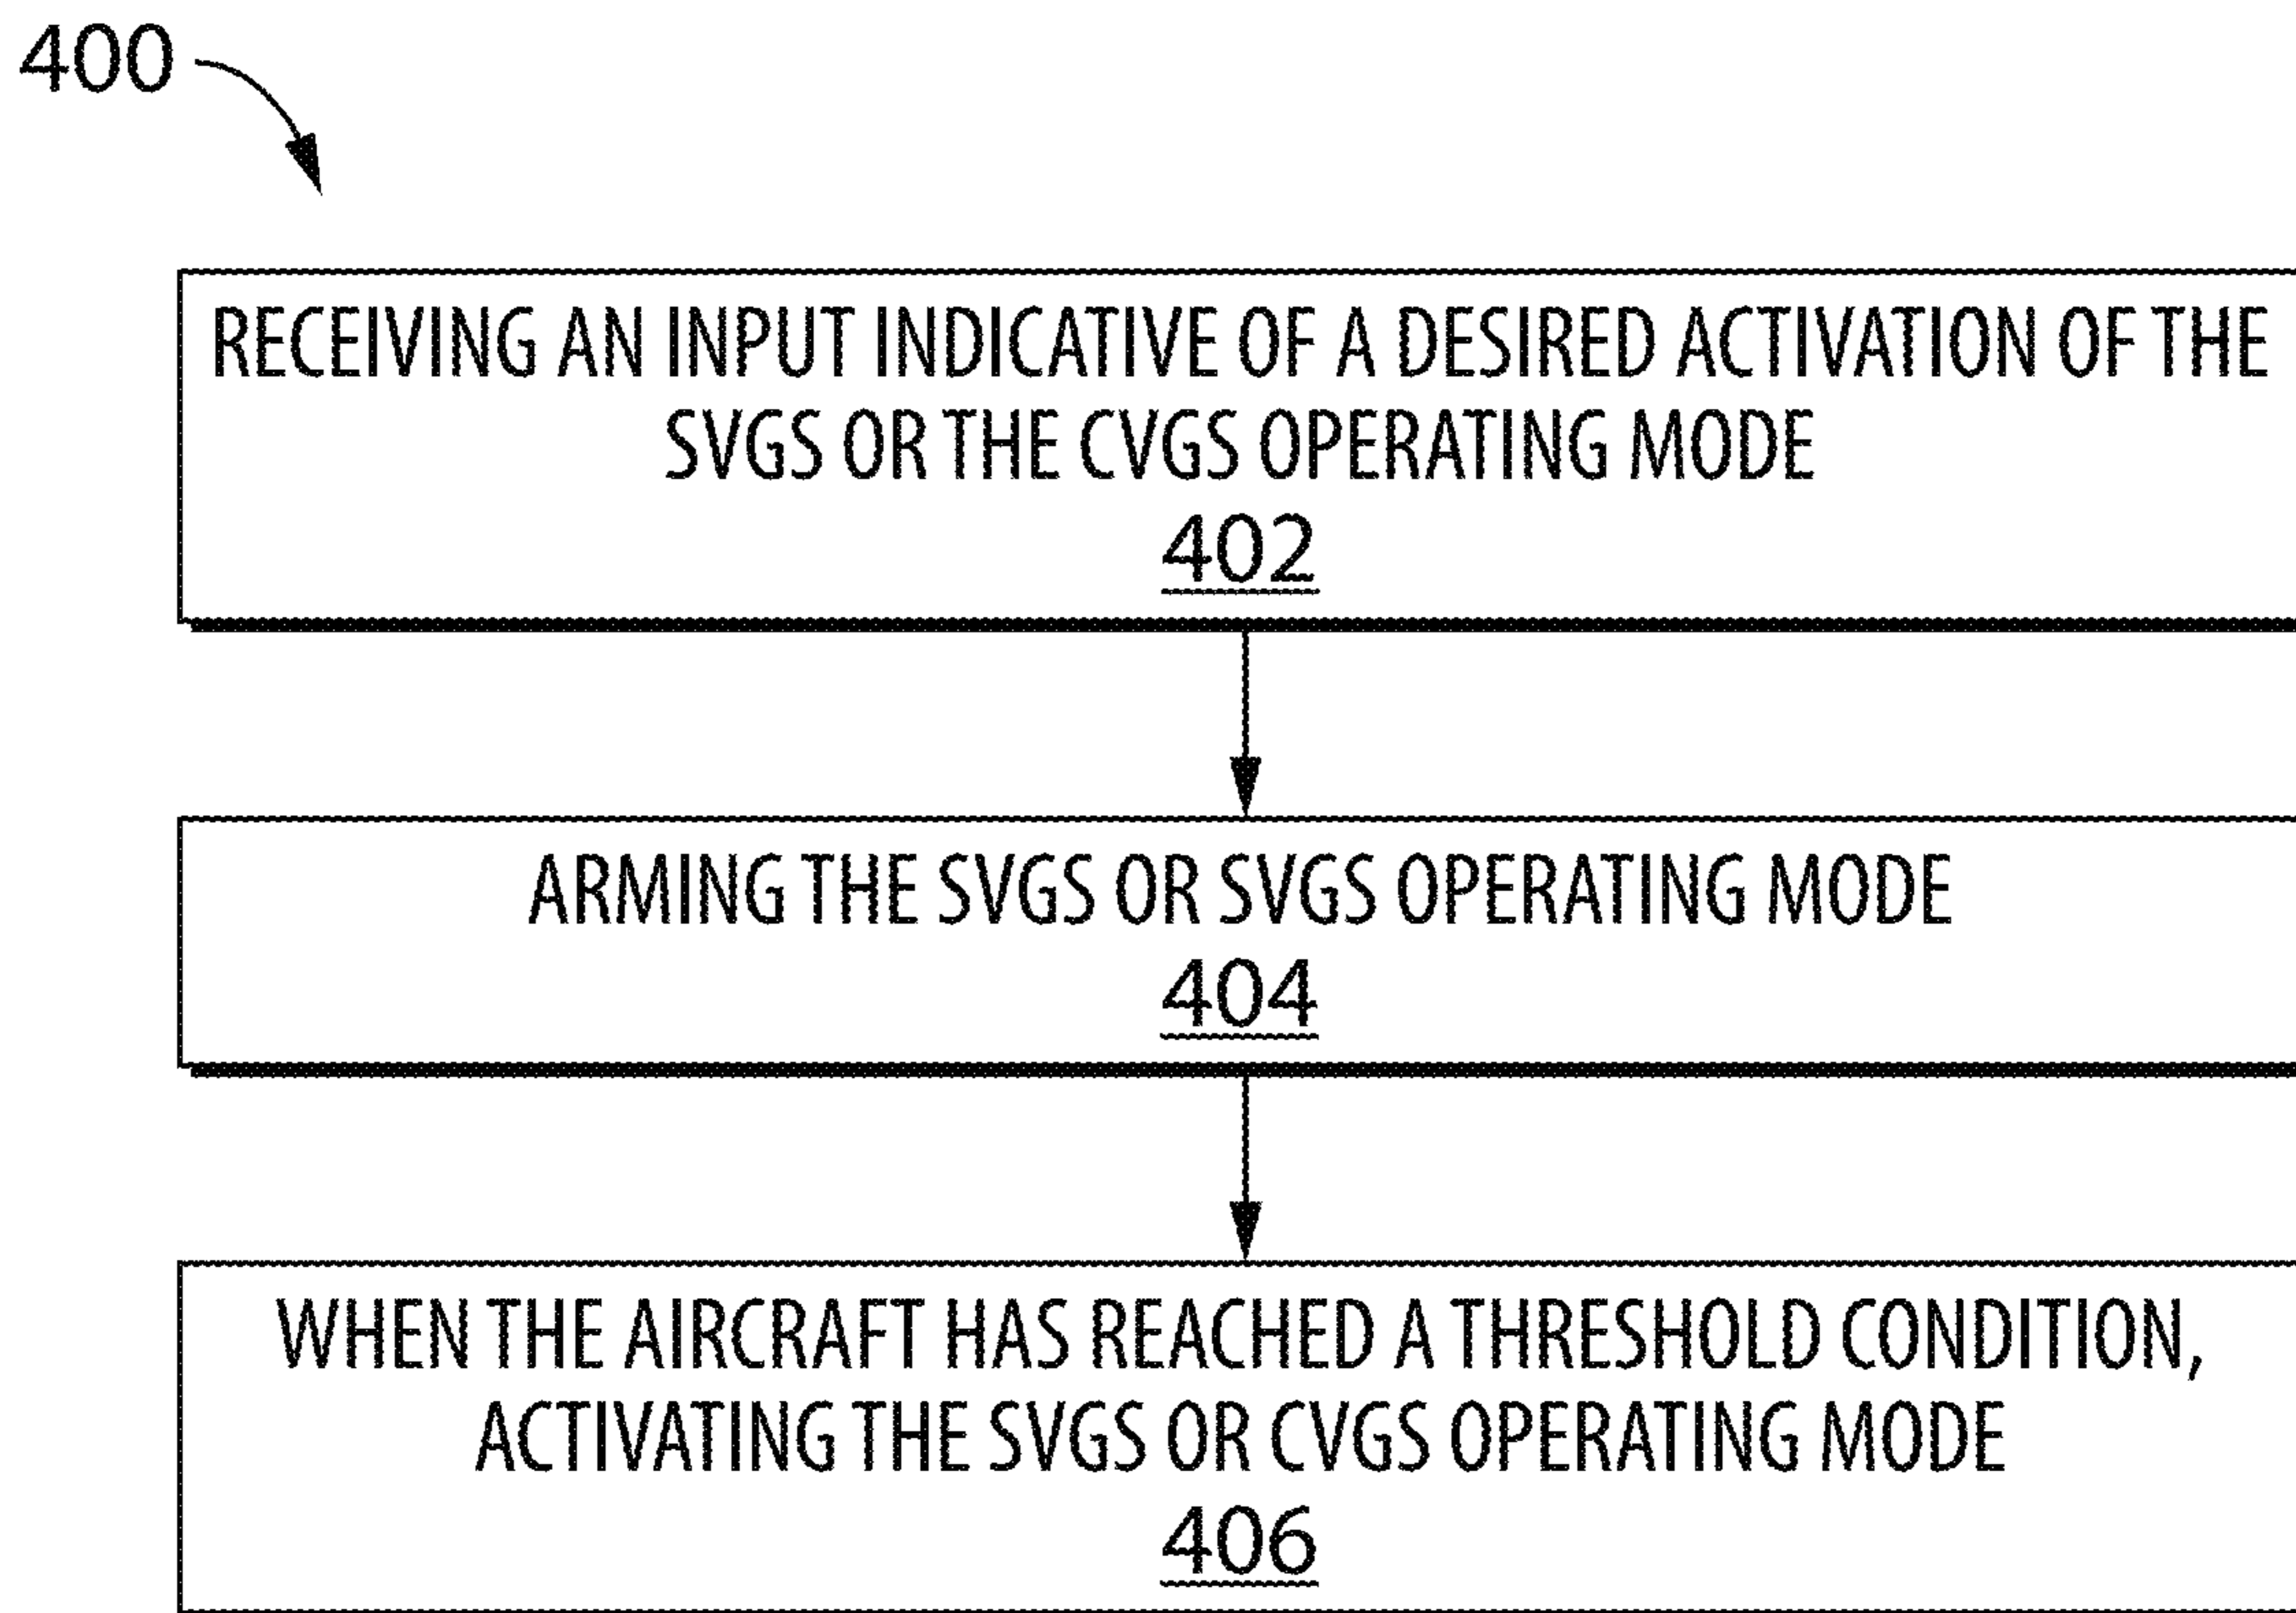 400
RECEIVING AN INPUT INDICATIVE OF A DESIRED ACTIVATION OF THE
SVGS OR THE CVGS OPERATING MODE
402
ARMING THE SVGS OR SVGS OPERATING MODE
404
WHEN THE AIRCRAFT HAS REACHED A THRESHOLD CONDITION,
ACTIVATING THE SVGS OR CVGS OPERATING MODE
406